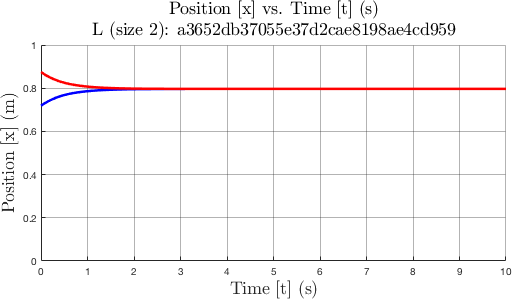 Position [x] vs. Time [t] (s)
L (size 2): a3652db37055e37d2cae8198ae4cd959
Position [x] (m)
1
0.8
0.6
0.4
0.2
0
0 1 2 3 4 5 6 7 8 9 10
Time [t] (s)